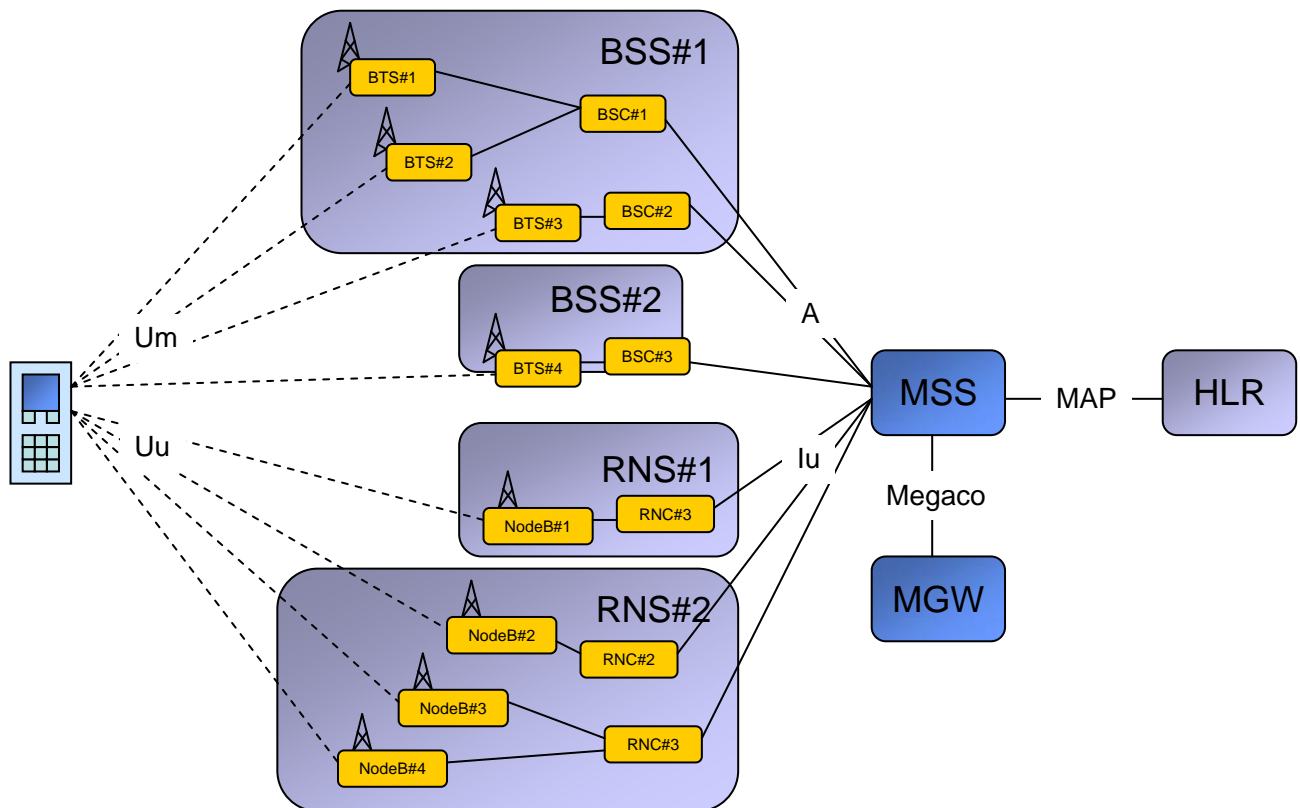 BSS#1
BTS#1
BSC#1
BTS#2
BTS#3
BSC#2
BSS#2
BTS#4
BSC#3
Um
A
MSS
MAP
HLR
Uu
RNS#1
Iu
NodeB#1
RNC#3
Megaco
MGW
RNS#2
NodeB#2
RNC#2
NodeB#3
RNC#3
NodeB#4